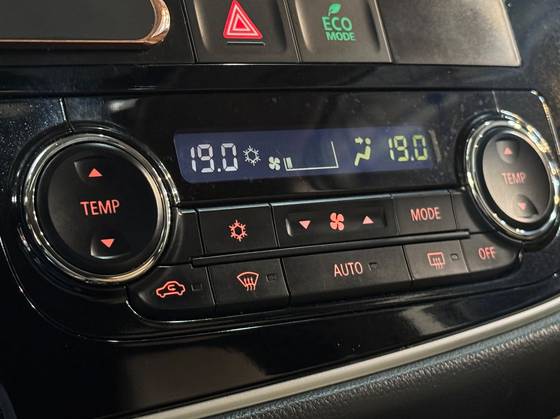 ECO
MODE
19.0 19.0
TEMP
TEMP
MODE
AUTO
OFF